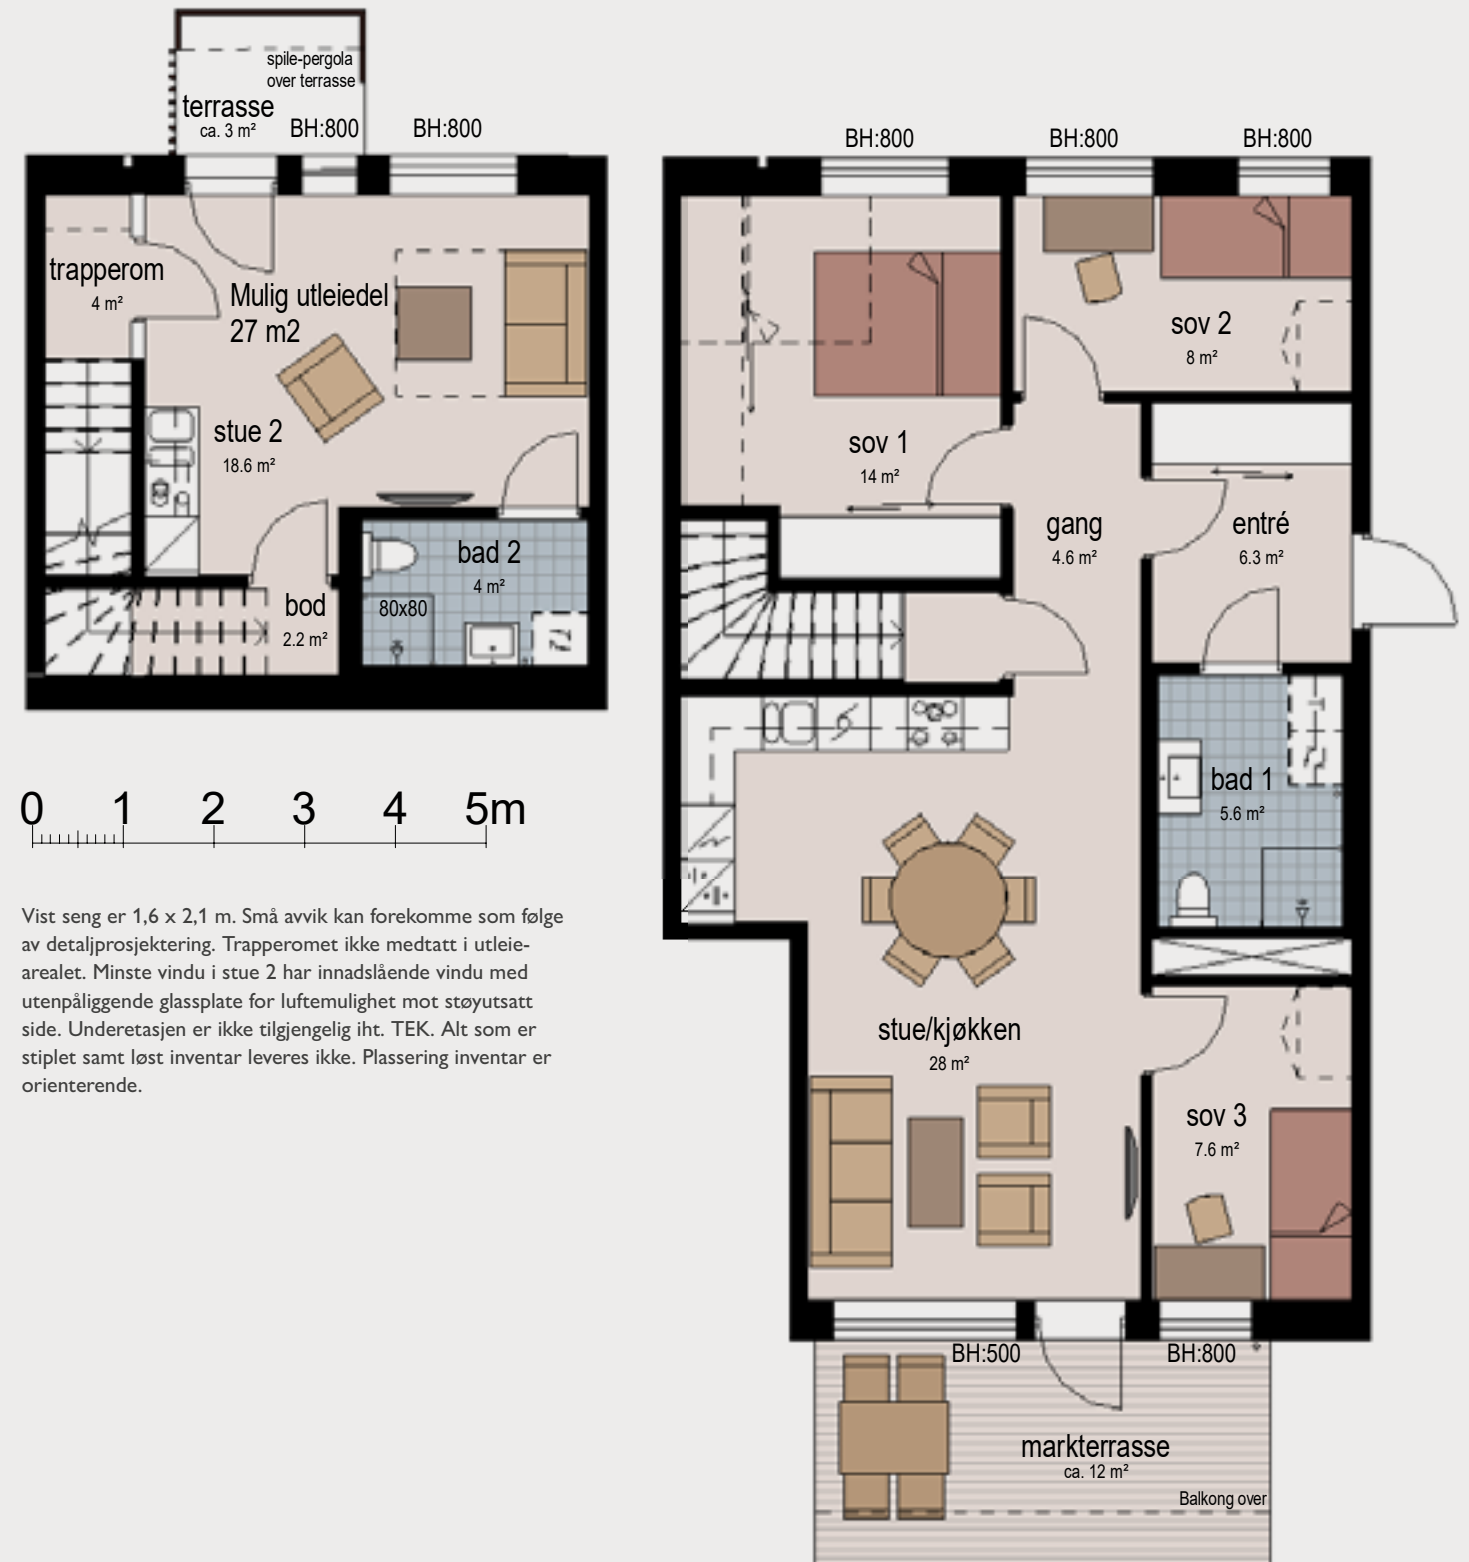 spile-pergola
over terrasse
terrasse
ca. 3 m²
BH:800
BH:800
trapperom
4 m²
Mulig utleiedel
27 m2
stue 2
18.6 m²
bad 2
4 m²
80x80
bod
2.2 m²
BH:800
BH:800
BH:800
sov 2
8 m²
sov 1
14 m²
gang
4.6 m²
entré
6.3 m²
bad 1
5.6 m²
stue/kjøkken
28 m²
sov 3
7.6 m²
BH:500
BH:800
markterrasse
ca. 12 m²
Balkong over
0 1 2 3 4 5m
Vist seng er 1,6 x 2,1 m. Små avvik kan forekomme som følge
av detaljprosjektering. Trapperomet ikke medtatt i utleie-
arealet. Minste vindu i stue 2 har innadslående vindu med
utenpåliggende glassplate for luftemulighet mot støyutsatt
side. Underetasjen er ikke tilgjengelig iht. TEK. Alt som er
stiplet samt løst inventar leveres ikke. Plassering inventar er
orienterende.